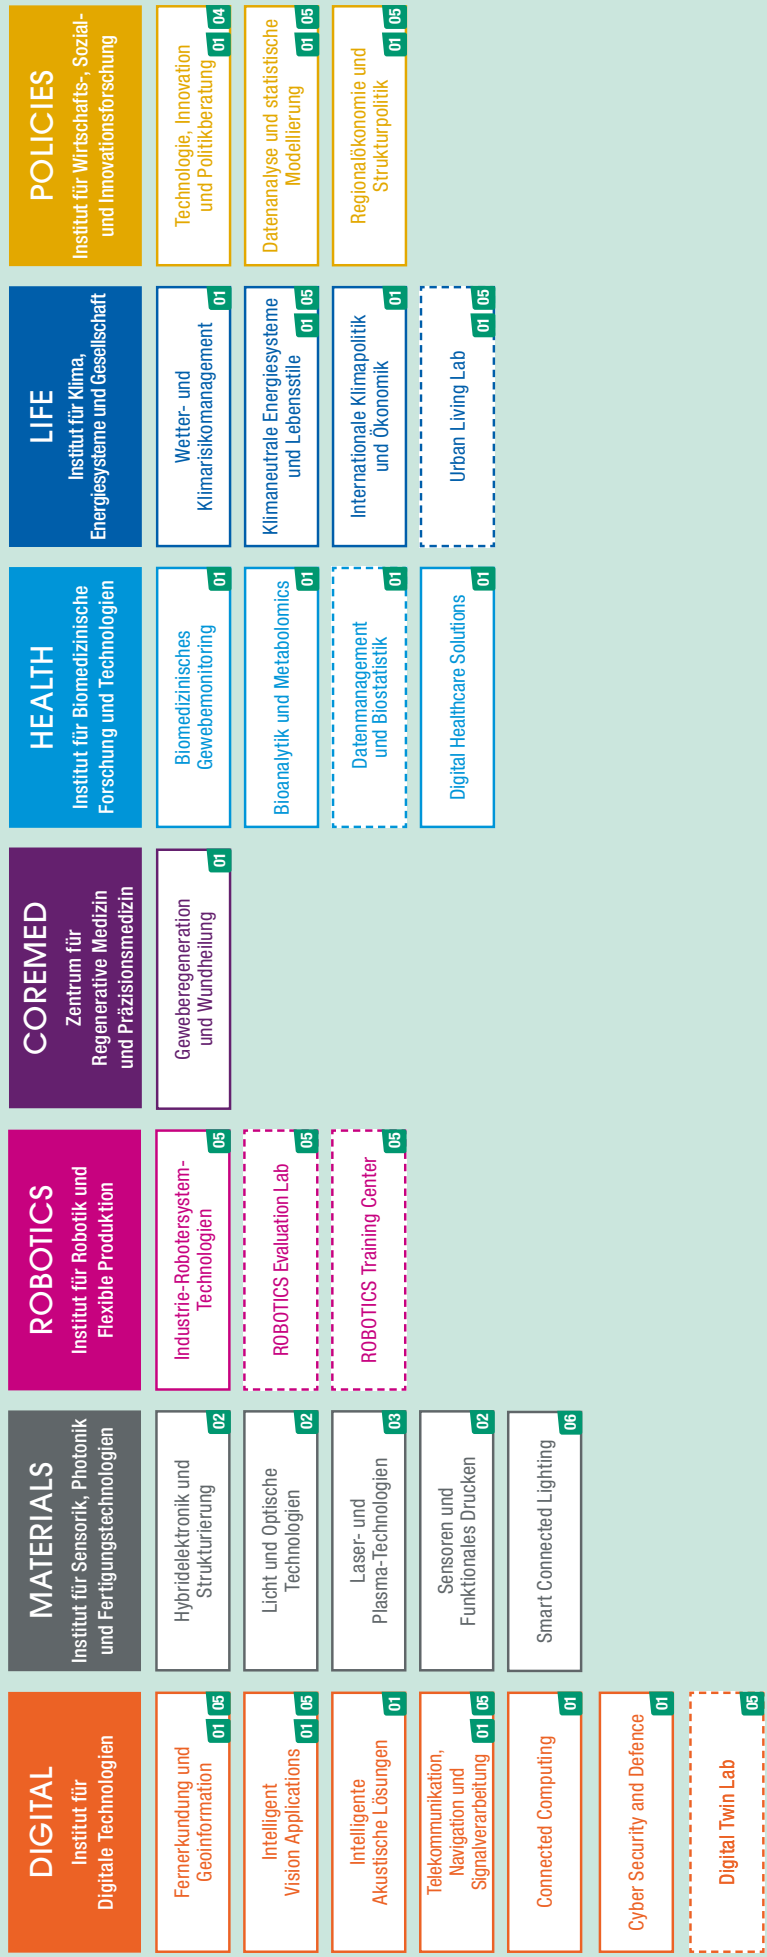 DIGITAL
Institut für
Digitale Technologien
Fernerkundung und
Geoinformation
01 05
Intelligent
Vision Applications
01 05
Intelligente
Akustische Lösungen
01
Telekommunikation,
Navigation und
Signalverarbeitung
01 05
Connected Computing
01
Cyber Security and Defence
01
Digital Twin Lab
05
MATERIALS
Institut für Sensorik, Photonik
und Fertigungstechnologien
Hybridelektronik und
Strukturierung
02
Licht und Optische
Technologien
02
Laser- und
Plasma-Technologien
03
Sensoren und
Funktionales Drucken
02
Smart Connected Lighting
06
ROBOTICS
Institut für Robotik und
Flexible Produktion
Industrie-Robotersystem-
Technologien
05
ROBOTICS Evaluation Lab
05
ROBOTICS Training Center
05
COREMED
Zentrum für
Regenerative Medizin
und Präzisionsmedizin
Geweberegeneration
und Wundheilung
01
HEALTH
Institut für Biomedizinische
Forschung und Technologien
Biomedizinisches
Gewebemonitoring
01
Bioanalytik und Metabolomics
01
Datenmanagement
und Biostatistik
01
Digital Healthcare Solutions
01
LIFE
Institut für Klima,
Energiesysteme und Gesellschaft
Wetter- und
Klimarisikomanagement
01
Klimaneutrale Energiesysteme
und Lebensstile
01 05
Internationale Klimapolitik
und Ökonomik
01
Urban Living Lab
01 05
POLICIES
Institut für Wirtschafts-, Sozial-
und Innovationsforschung
Technologie, Innovation
und Politikberatung
01 04
Datenanalyse und statistische
Modellierung
01 05
Regionalökonomie und
Strukturpolitik
01 05